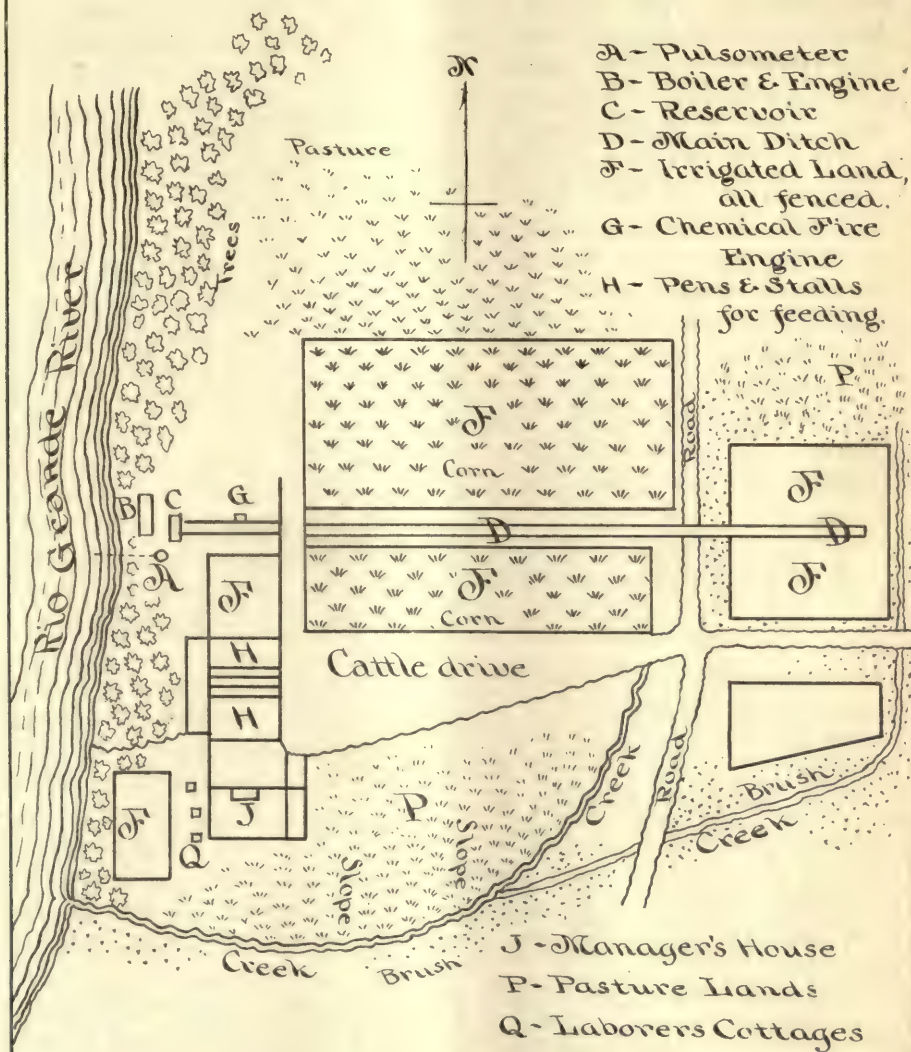 A - Pulsometer
B - Boiler & Engine
C - Reservoir
D - Main Ditch
F - Irrigated Land,
all fenced.
G - Chemical Fire
Engine
H - Pens & Stalls
for feeding.
N
Pasture
Trees
Rio Grande River
P
Road
F
Corn
F
B
C
G
D
D
A
F
F
F
Corn
H
Cattle drive
H
Creek
Road
F
J
P
Brush
Creek
Q
Slope
Slope
Creek
Brush
J - Manager's House
P - Pasture Lands
Q - Laborers Cottages